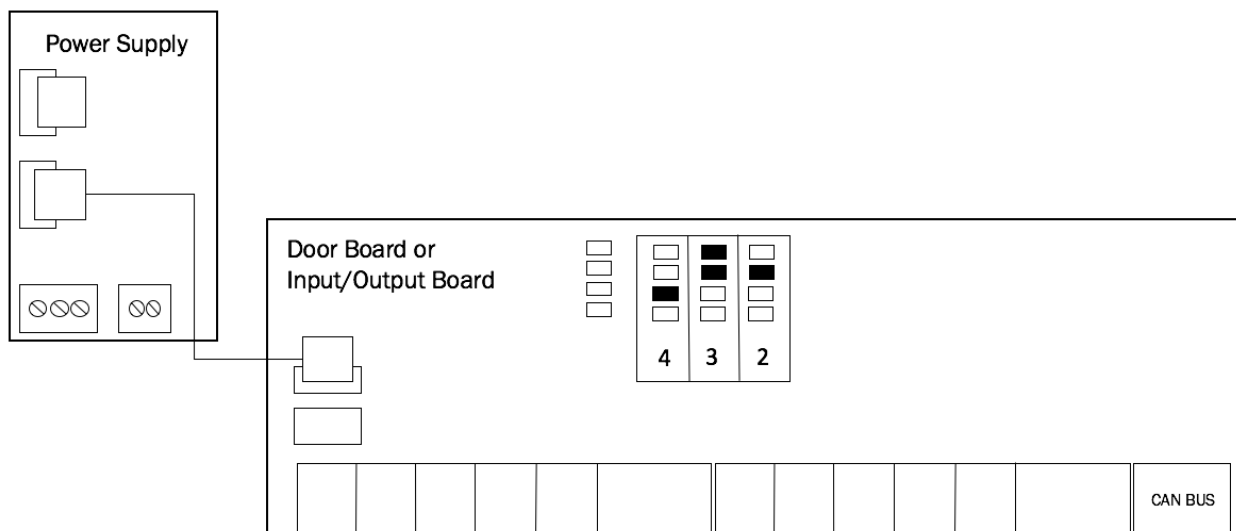 Power Supply
Door Board or
Input/Output Board
4 3 2
CAN BUS